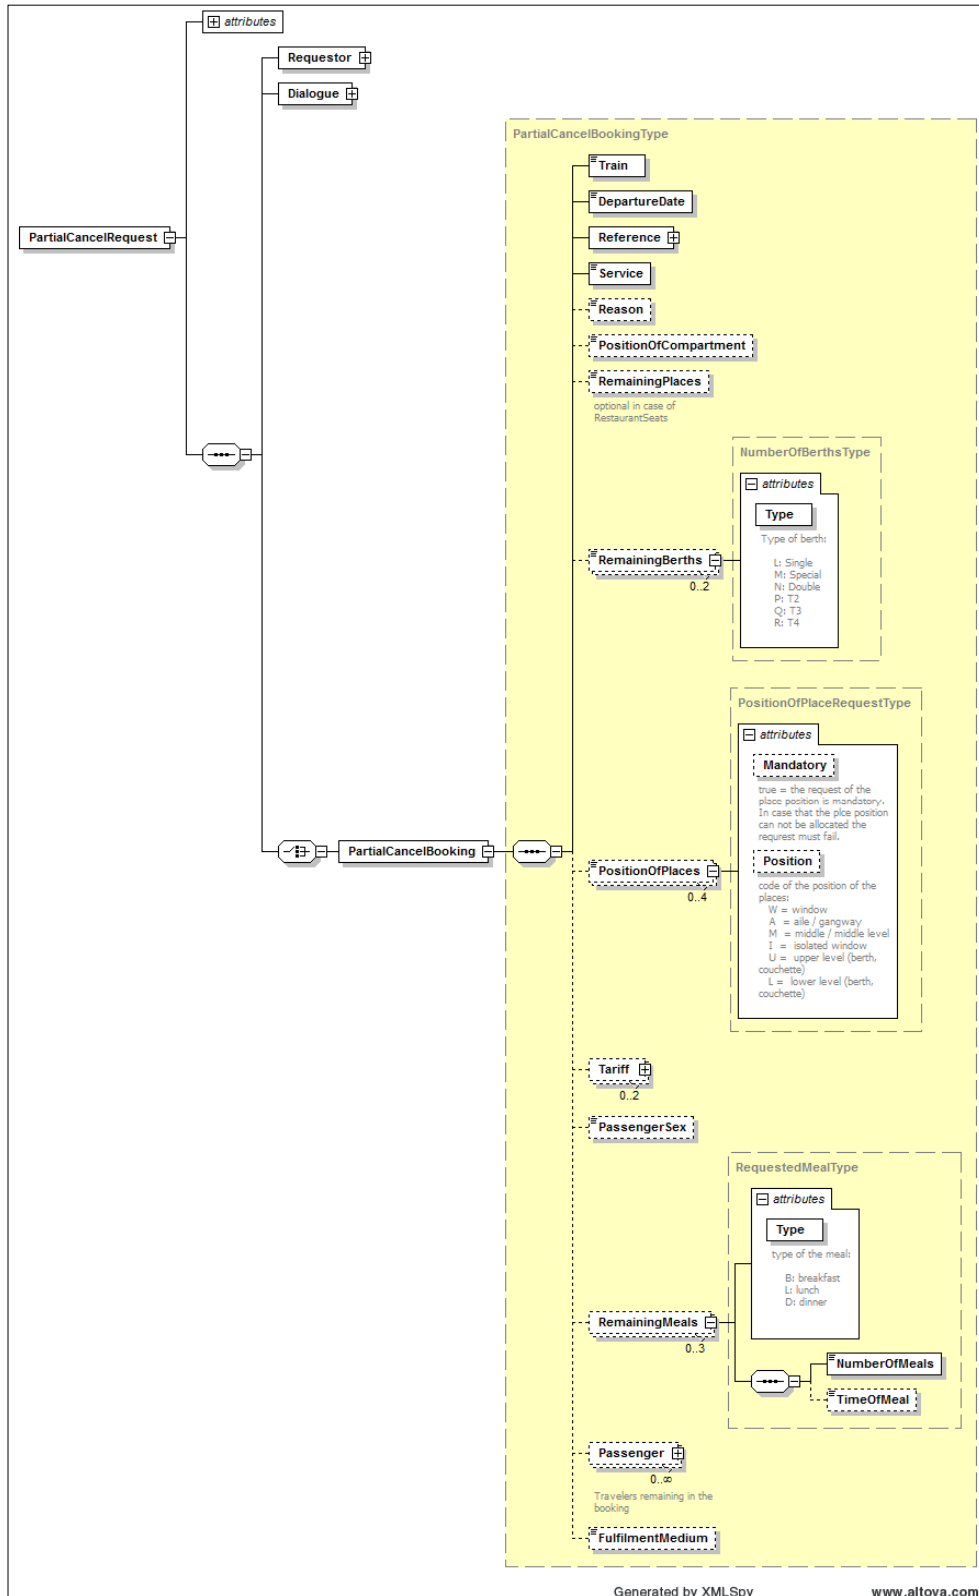 attributes
Requestor
Dialogue
PartialCancelBookingType
Train
DepartureDate
PartialCancelRequest
Reference
Service
Reason
PositionOfCompartment
RemainingPlaces
optional in case of
RestaurantSeats
NumberOfBerthsType
attributes
Type
Type of berth:
L: Single
M: Special
N: Double
P: T2
Q: T3
R: T4
RemainingBerths
0..2
PositionOfPlaceRequestType
attributes
Mandatory
true = the request of the
place position is mandatory.
In case that the plce position
can not be allocated the
requrest must fail.
PartialCancelBooking
Position
PositionOfPlaces
0..4
code of the position of the
places:
W = window
A = aile / gangway
M = middle / middle level
I = isolated window
U = upper level (berth,
couchette)
L = lower level (berth,
couchette)
Tariff
0..2
PassengerSex
RequestedMealType
attributes
Type
type of the meal:
B: breakfast
L: lunch
D: dinner
RemainingMeals
0..3
NumberOfMeals
TimeOfMeal
Passenger
0..∞
Travelers remaining in the
booking
FulfilmentMedium
Generated by XMLSpy www.altova.com